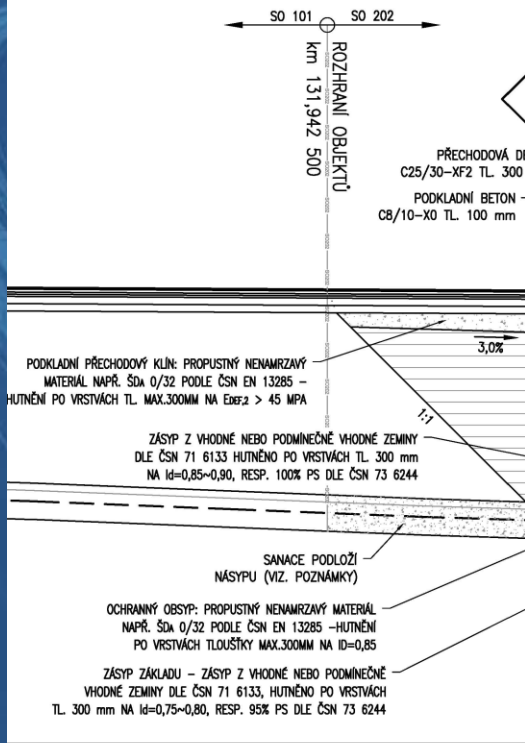 SO 101 SO 202
ROZHRANÍ OBJEKTŮ
km 131,942 500
PŘECHODOVÁ DE
C25/30-XF2 TL. 300
PODKLADNÍ BETON -
C8/10-X0 TL. 100 mm
3,0%
PODKLADNÍ PŘECHODOVÝ KLÍN: PROPUSTNÝ NENAMRZAVÝ
MATERIÁL NAPŘ. ŠDA 0/32 PODLE ČSN EN 13285 -
HUTNĚNÍ PO VRSTVÁCH TL. MAX.300MM NA EDEF,2 > 45 MPA
1:1
ZÁSYP Z VHODNÉ NEBO PODMÍNEČNĚ VHODNÉ ZEMINY
DLE ČSN 71 6133 HUTNĚNO PO VRSTVÁCH TL. 300 mm
NA Id=0,85~0,90, RESP. 100% PS DLE ČSN 73 6244
SANACE PODLOŽÍ
NÁSYPU (VIZ. POZNÁMKY)
OCHRANNÝ OBSYP: PROPUSTNÝ NENAMRZAVÝ MATERIÁL
NAPŘ. ŠDA 0/32 PODLE ČSN EN 13285 -HUTNĚNÍ
PO VRSTVÁCH TLOUŠŤKY MAX.300MM NA ID=0,85
ZÁSYP ZÁKLADU - ZÁSYP Z VHODNÉ NEBO PODMÍNEČNĚ
VHODNÉ ZEMINY DLE ČSN 71 6133, HUTNĚNO PO VRSTVÁCH
TL. 300 mm NA Id=0,75~0,80, RESP. 95% PS DLE ČSN 73 6244